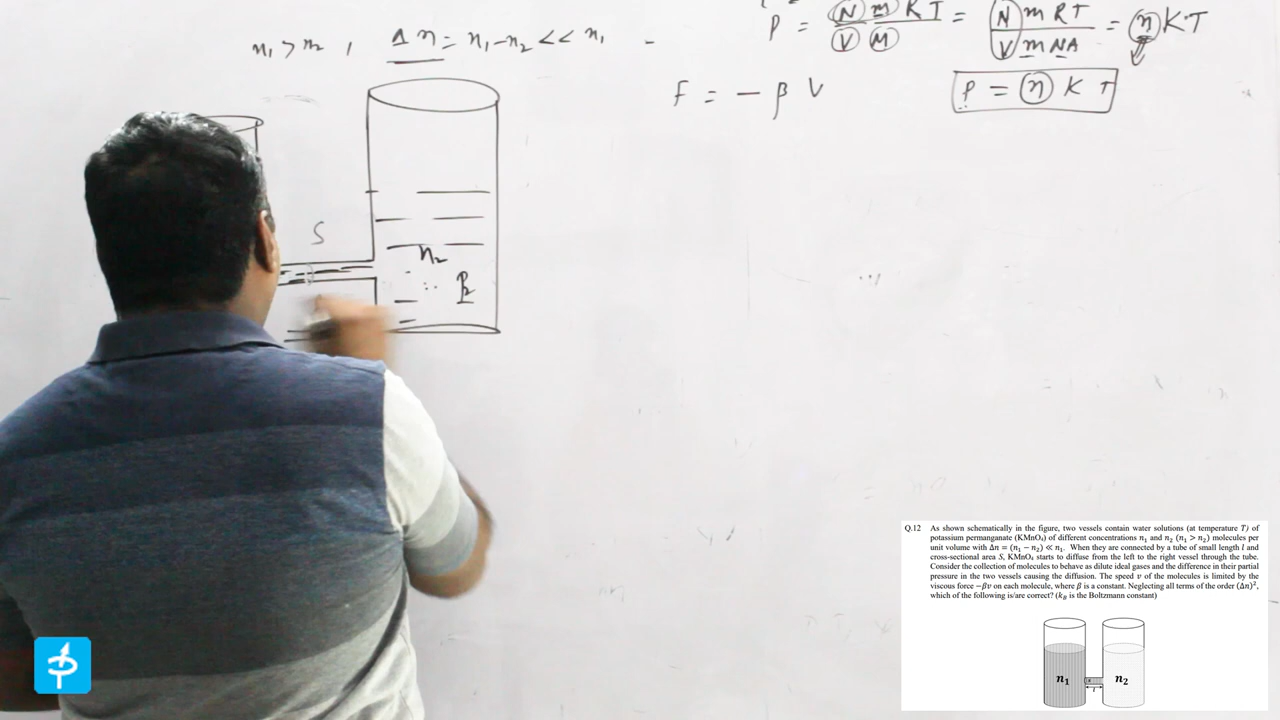 n₁ > n₂ , Δn = n₁-n₂ << n₁
P = N m K T / V M = N m R T / V m NA = n K T
F = - β V
P = n K T
S
n₂
P₂
Q.12 As shown schematically in the figure, two vessels contain water solutions (at temperature T) of
potassium permanganate (KMnO₄) of different concentrations n₁ and n₂ (n₁ > n₂) molecules per
unit volume with Δn = (n₁ − n₂) ≪ n₁. When they are connected by a tube of small length l and
cross-sectional area S, KMnO₄ starts to diffuse from the left to the right vessel through the tube.
Consider the collection of molecules to behave as dilute ideal gases and the difference in their partial
pressure in the two vessels causing the diffusion. The speed v of the molecules is limited by the
viscous force −βv on each molecule, where β is a constant. Neglecting all terms of the order (Δn)²,
which of the following is/are correct? (k_B is the Boltzmann constant)
n₁ n₂
l